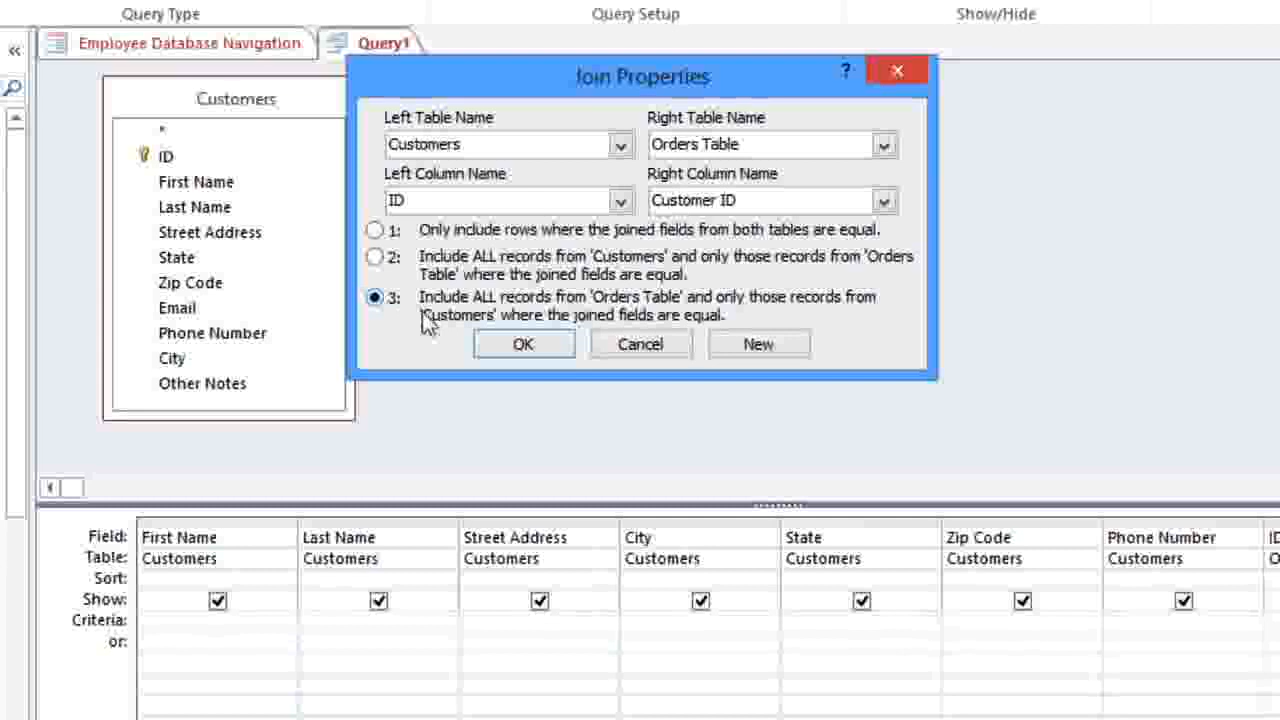 Query Type Query Setup Show/Hide
Employee Database Navigation Query1
Customers
*
ID
First Name
Last Name
Street Address
State
Zip Code
Email
Phone Number
City
Other Notes
Join Properties
? x
Left Table Name Right Table Name
Customers Orders Table
Left Column Name Right Column Name
ID Customer ID
1: Only include rows where the joined fields from both tables are equal.
2: Include ALL records from 'Customers' and only those records from 'Orders
Table' where the joined fields are equal.
3: Include ALL records from 'Orders Table' and only those records from
'Customers' where the joined fields are equal.
OK Cancel New
Field: First Name Last Name Street Address City State Zip Code Phone Number ID
Table: Customers Customers Customers Customers Customers Customers Customers O
Sort:
Show:
Criteria:
or: